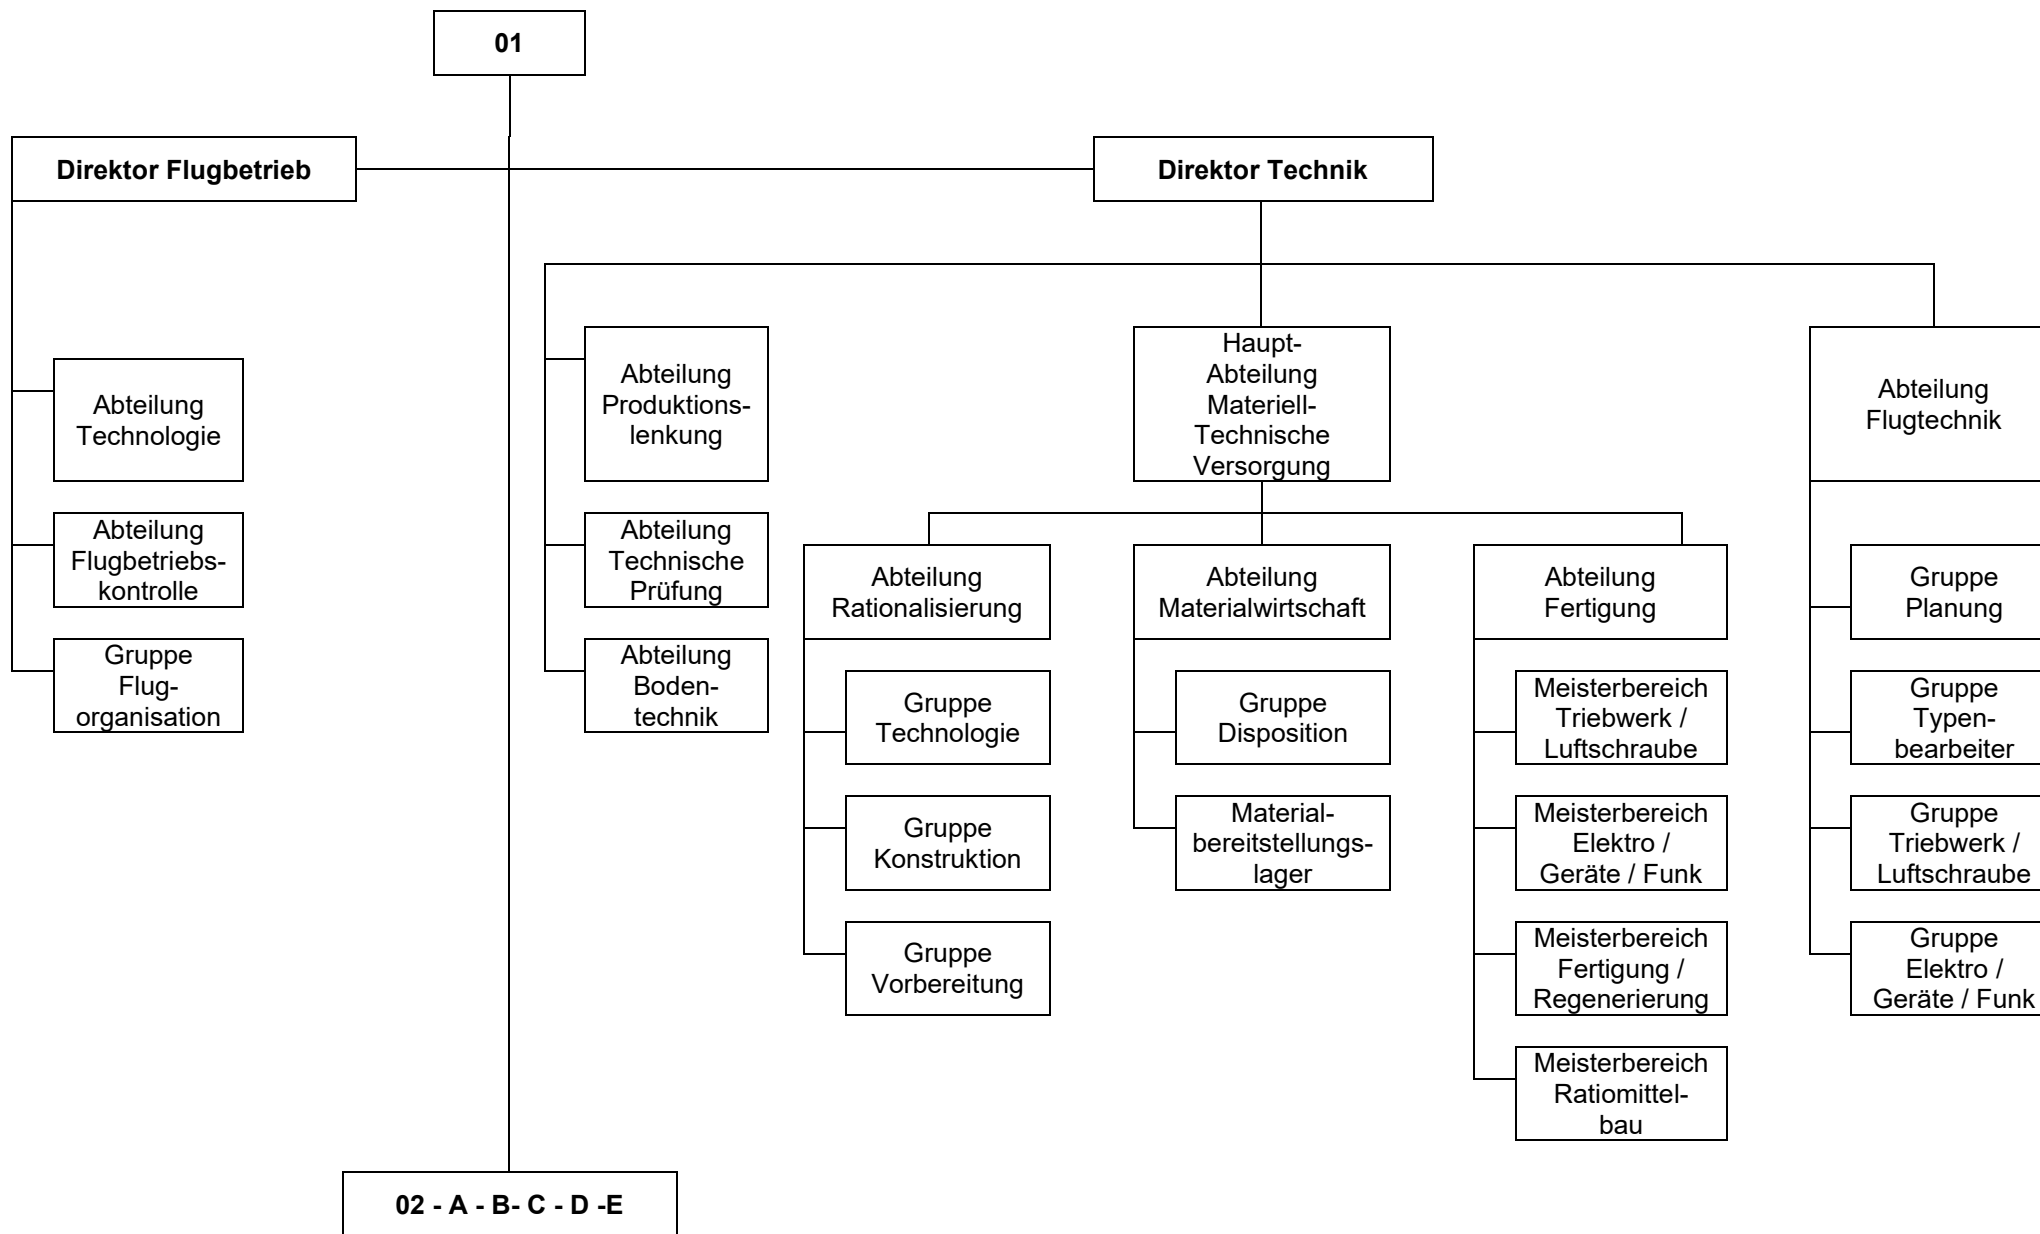 01
Direktor Flugbetrieb
Direktor Technik
Abteilung
Technologie
Abteilung
Flugbetriebs-
kontrolle
Gruppe
Flug-
organisation
Abteilung
Produktions-
lenkung
Abteilung
Technische
Prüfung
Abteilung
Boden-
technik
Haupt-
Abteilung
Materiell-
Technische
Versorgung
Abteilung
Rationalisierung
Gruppe
Technologie
Gruppe
Konstruktion
Gruppe
Vorbereitung
Abteilung
Materialwirtschaft
Gruppe
Disposition
Material-
bereitstellungs-
lager
Abteilung
Fertigung
Meisterbereich
Triebwerk /
Luftschraube
Meisterbereich
Elektro /
Geräte / Funk
Meisterbereich
Fertigung /
Regenerierung
Meisterbereich
Ratiomittel-
bau
Abteilung
Flugtechnik
Gruppe
Planung
Gruppe
Typen-
bearbeiter
Gruppe
Triebwerk /
Luftschraube
Gruppe
Elektro /
Geräte / Funk
02 - A - B- C - D -E